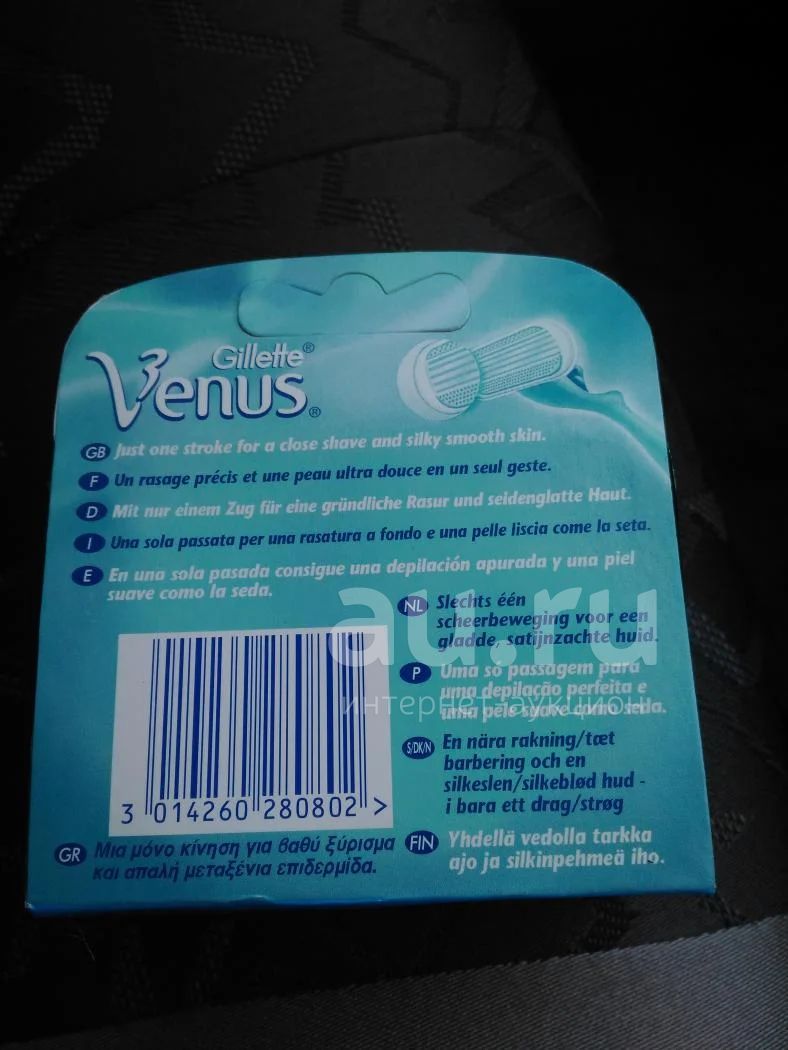 Gillette®
Venus®
GB Just one stroke for a close shave and silky smooth skin.
F Un rasage précis et une peau ultra douce en un seul geste.
D Mit nur einem Zug für eine gründliche Rasur und seidenglatte Haut.
I Una sola passata per una rasatura a fondo e una pelle liscia come la seta.
E En una sola pasada consigue una depilación apurada y una piel
suave como la seda.
NL Slechts één
scheerbeweging voor een
gladde, satijnzachte huid.
P Uma só passagem para
uma depilação perfeita e
uma pele suave como seda.
S/DK/N En nära rakning/tæt
barbering och en
silkeslen/silkeblød hud -
i bara ett drag/strøg
3 014260 280802 >
GR Μια μόνο κίνηση για βαθύ ξύρισμα
και απαλή μεταξένια επιδερμίδα.
FIN Yhdellä vedolla tarkka
ajo ja silkinpehmeä iho.
au.ru
интернет-аукцион